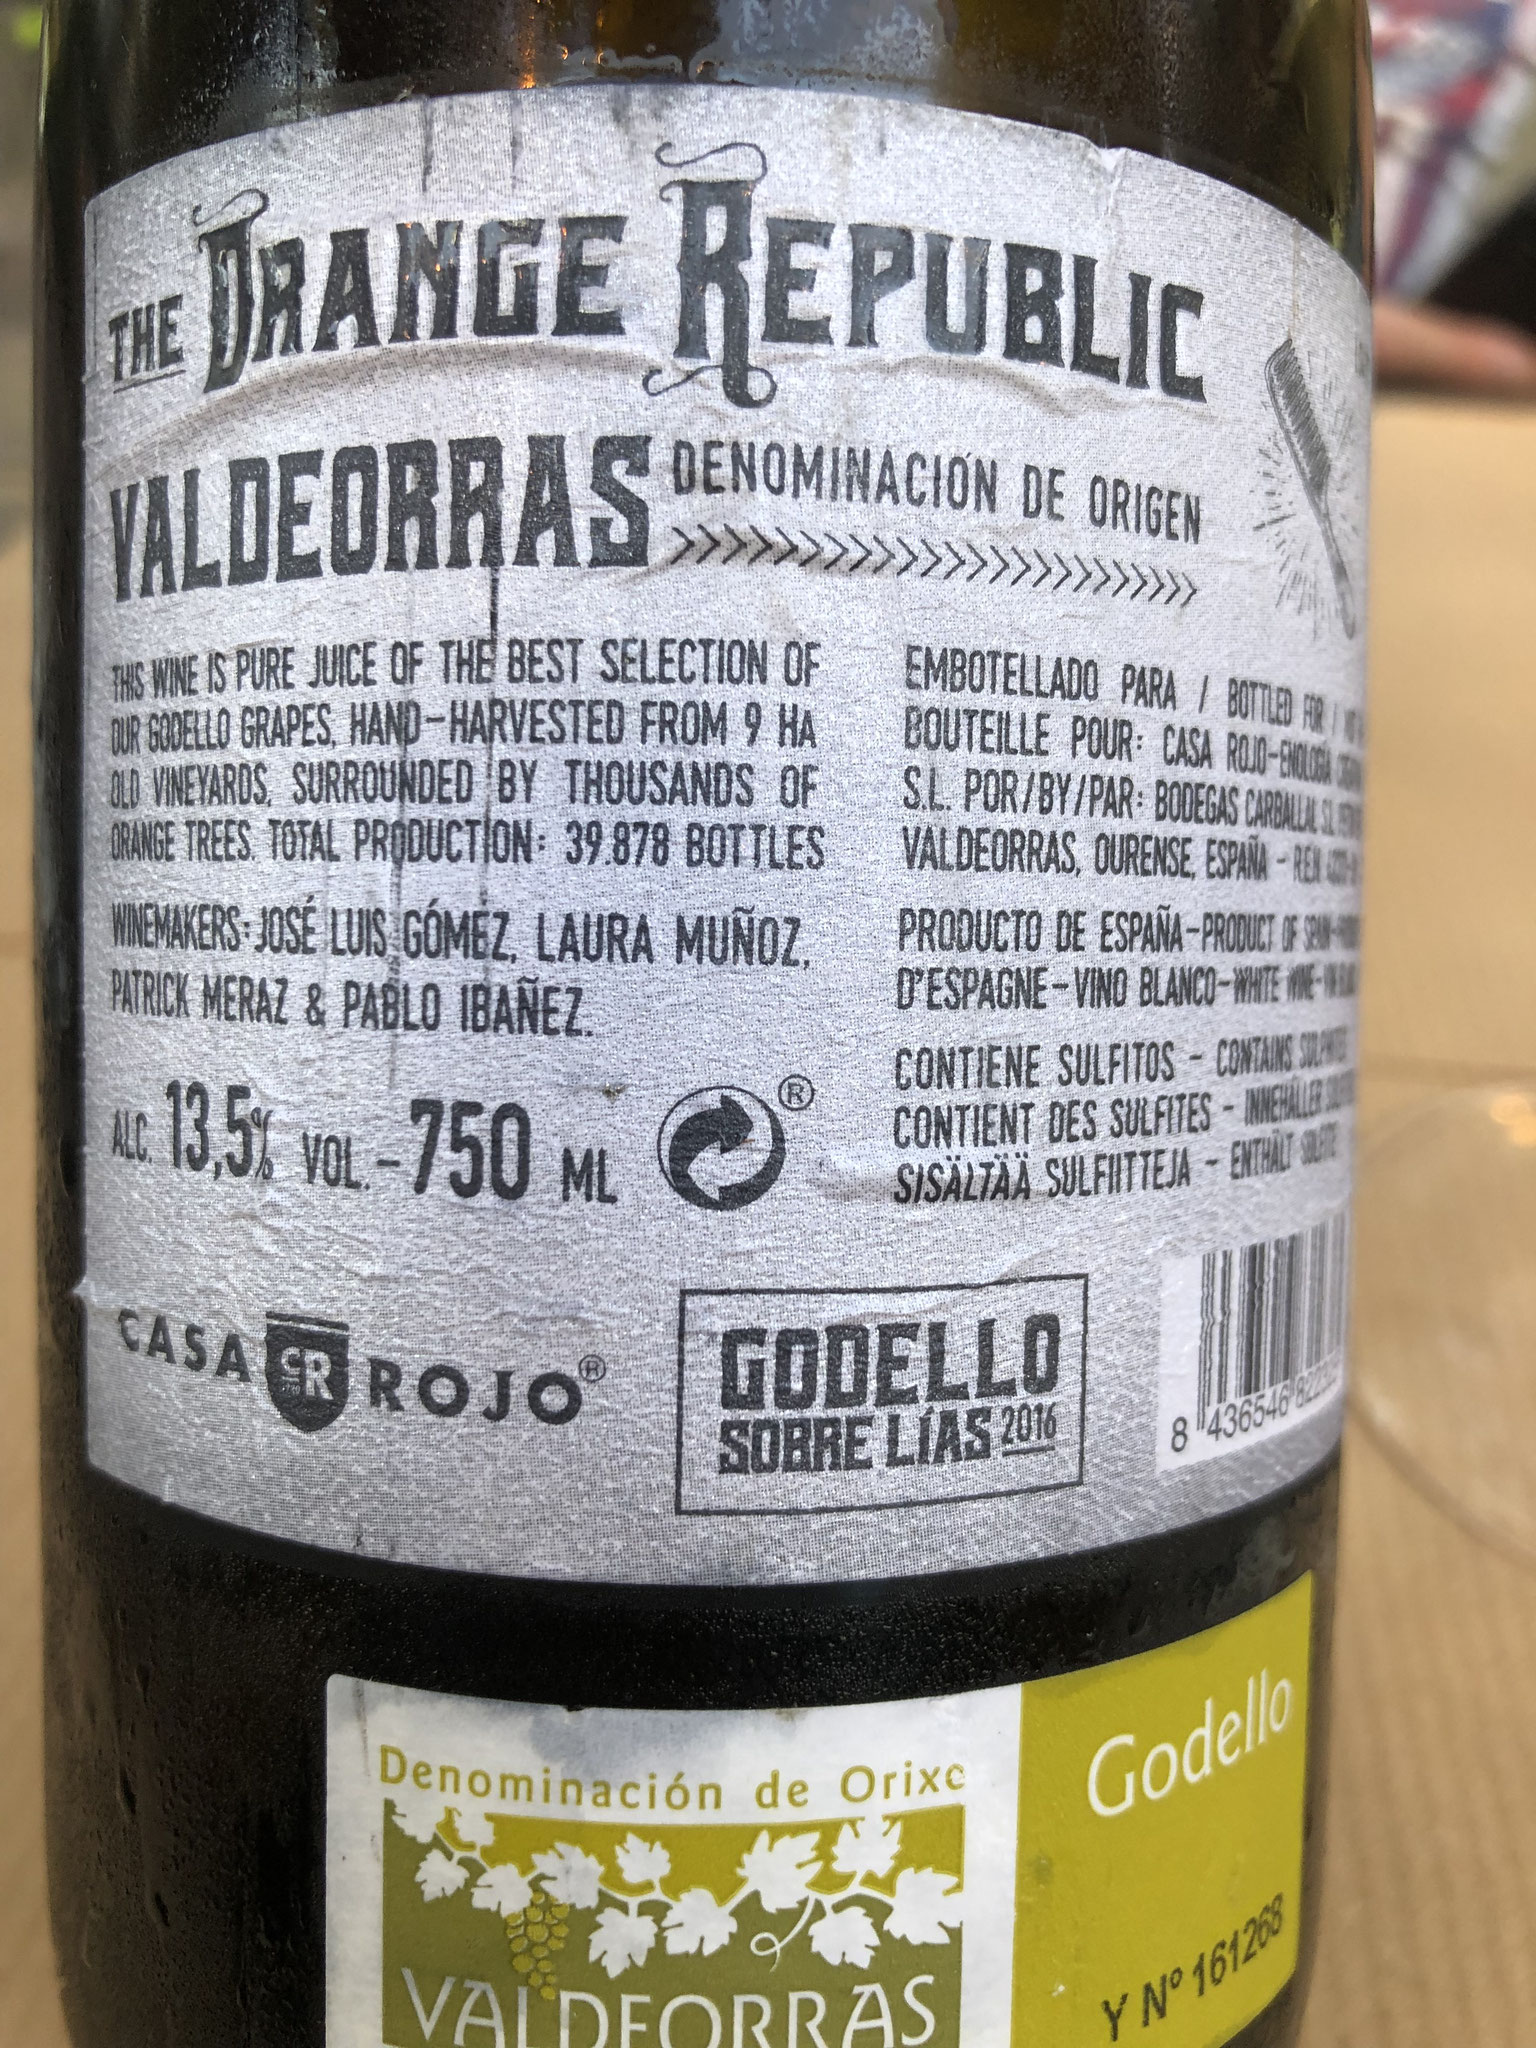 THE ORANGE REPUBLIC
VALDEORRAS DENOMINACIÓN DE ORIGEN
THIS WINE IS PURE JUICE OF THE BEST SELECTION OF
OUR GODELLO GRAPES, HAND-HARVESTED FROM 9 HA
OLD VINEYARDS, SURROUNDED BY THOUSANDS OF
ORANGE TREES. TOTAL PRODUCTION: 39.878 BOTTLES
WINEMAKERS: JOSÉ LUIS GÓMEZ, LAURA MUÑOZ,
PATRICK MERAZ & PABLO IBAÑEZ.
ALC. 13,5% VOL. - 750 ML
®
EMBOTELLADO PARA / BOTTLED FOR /
BOUTEILLE POUR: CASA ROJO-ENOLOGÍA
S.L. POR/BY/PAR: BODEGAS CARBALLAL S.L.
VALDEORRAS, OURENSE, ESPAÑA -
PRODUCTO DE ESPAÑA-PRODUCT OF SPAIN-
D'ESPAGNE-VINO BLANCO-WHITE WINE-
CONTIENE SULFITOS - CONTAINS SULPHITES
CONTIENT DES SULFITES - INNEHÅLLER
SISÄLTÄÄ SULFIITTEJA - ENTHÄLT SULFITE
CASA CR ROJO®
GODELLO
SOBRE LÍAS 2016
8 436546
Denominación de Orixe
VALDEORRAS
Godello
Y Nº 161268